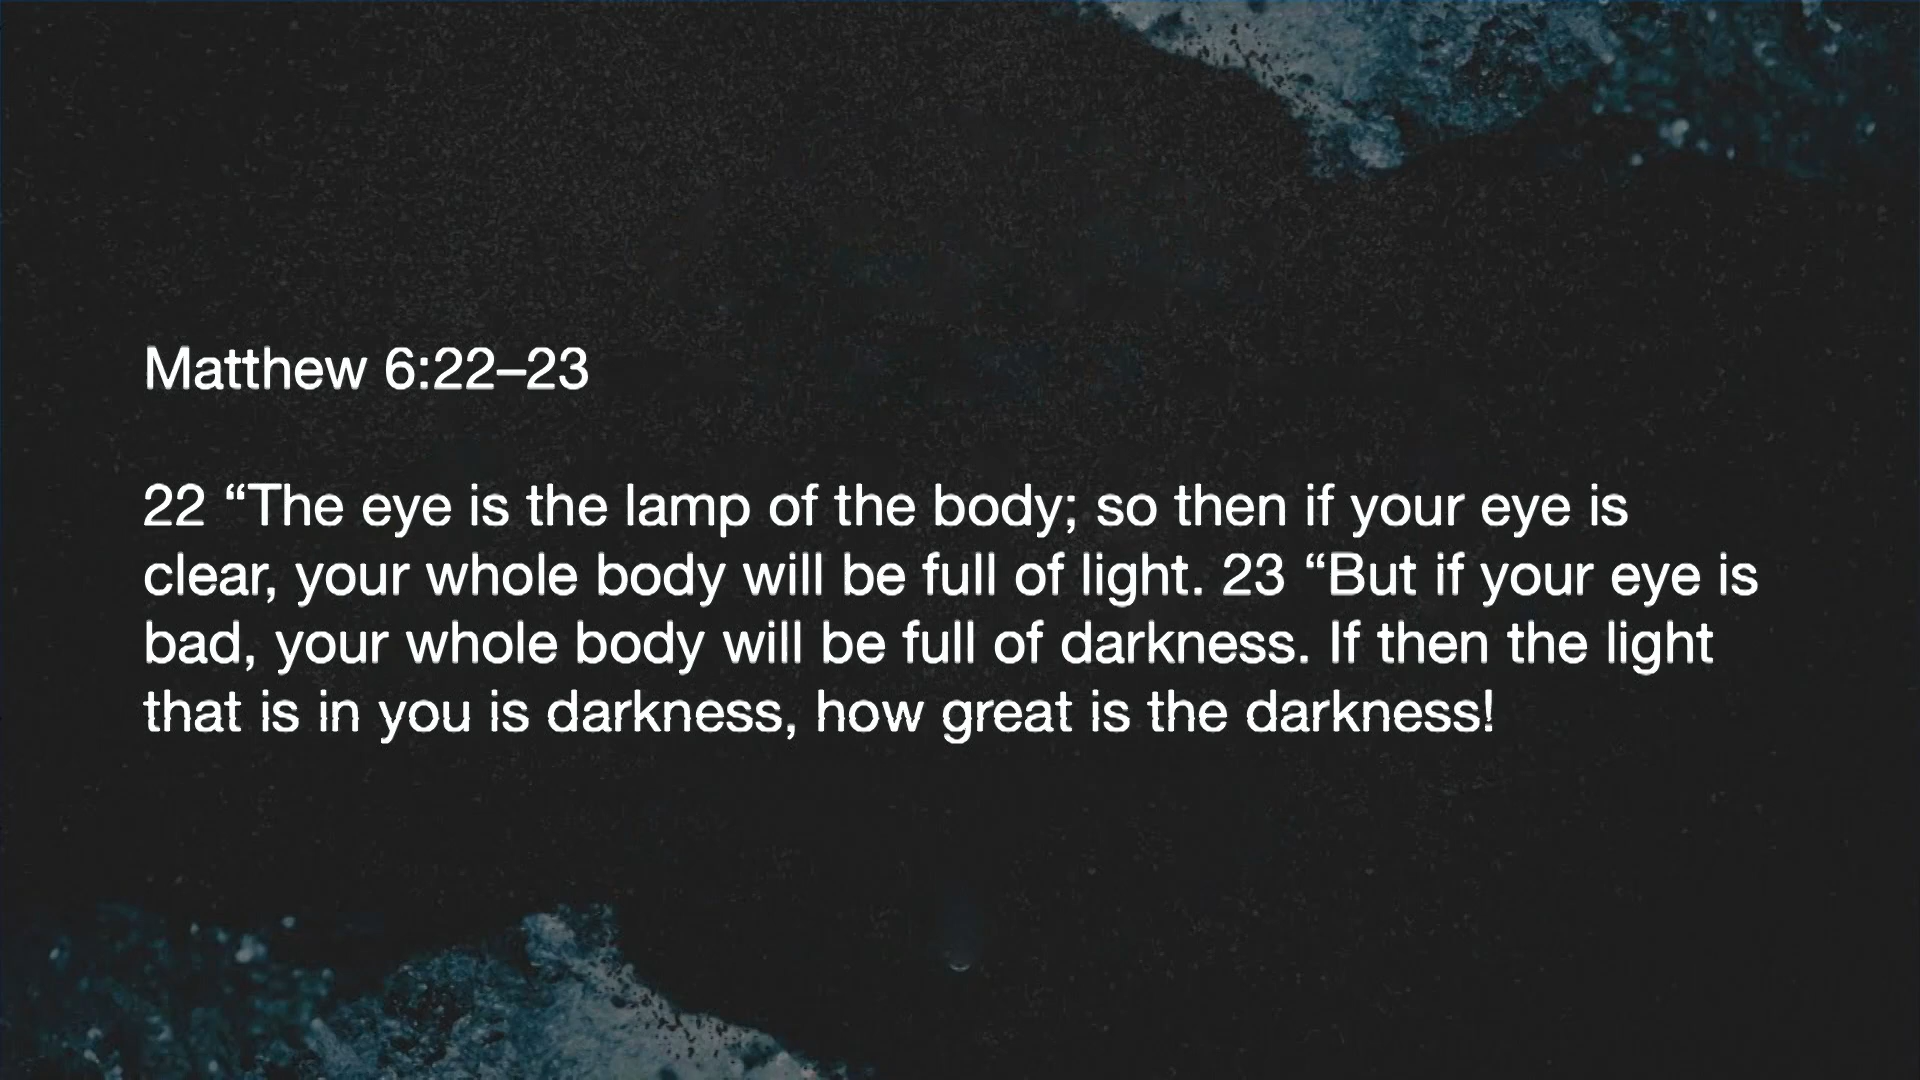 Matthew 6:22–23
22 “The eye is the lamp of the body; so then if your eye is
clear, your whole body will be full of light. 23 “But if your eye is
bad, your whole body will be full of darkness. If then the light
that is in you is darkness, how great is the darkness!